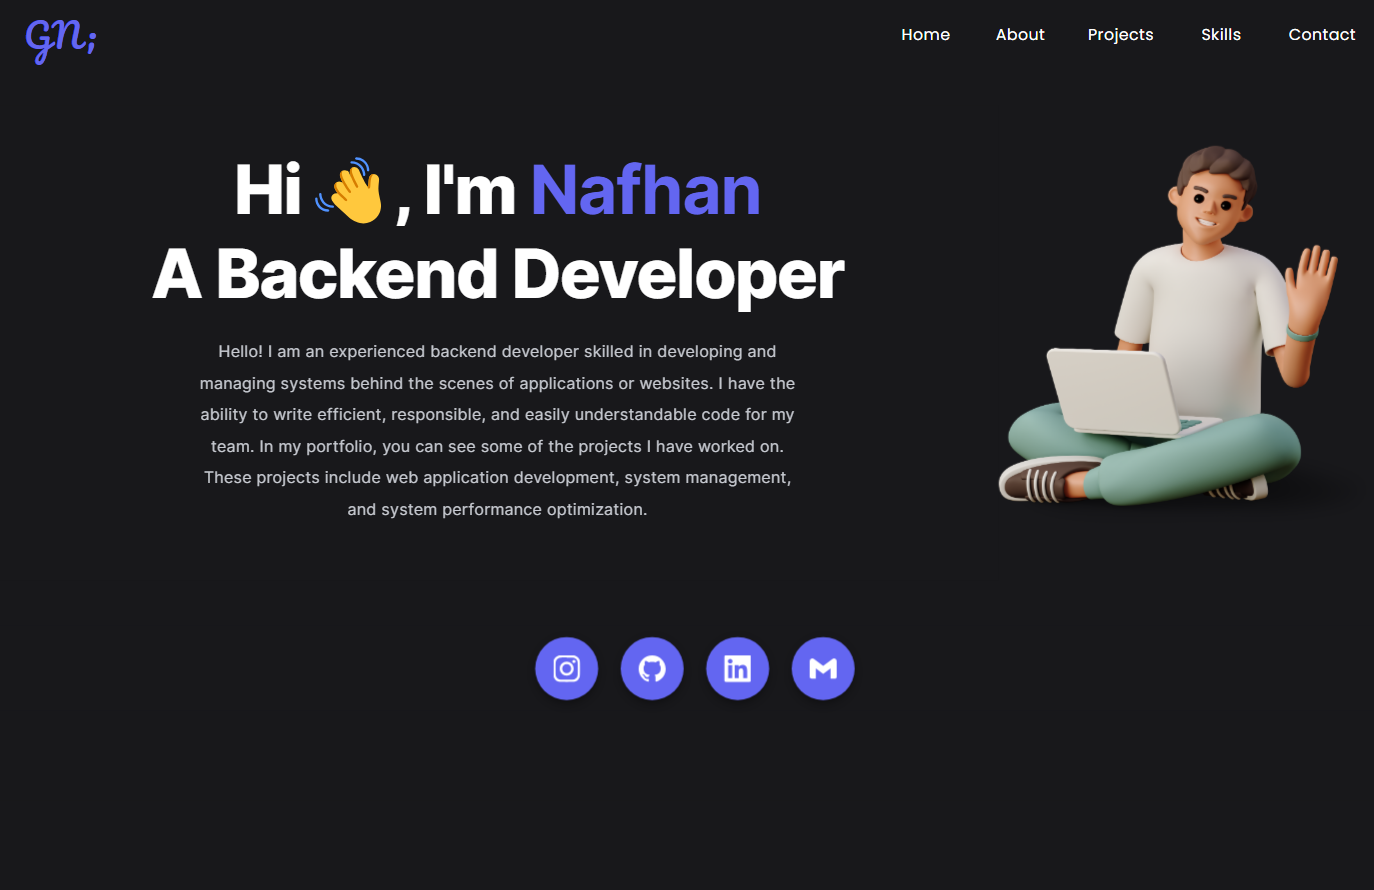 GN;
Home About Projects Skills Contact
Hi 👋, I'm Nafhan
A Backend Developer
Hello! I am an experienced backend developer skilled in developing and
managing systems behind the scenes of applications or websites. I have the
ability to write efficient, responsible, and easily understandable code for my
team. In my portfolio, you can see some of the projects I have worked on.
These projects include web application development, system management,
and system performance optimization.
in